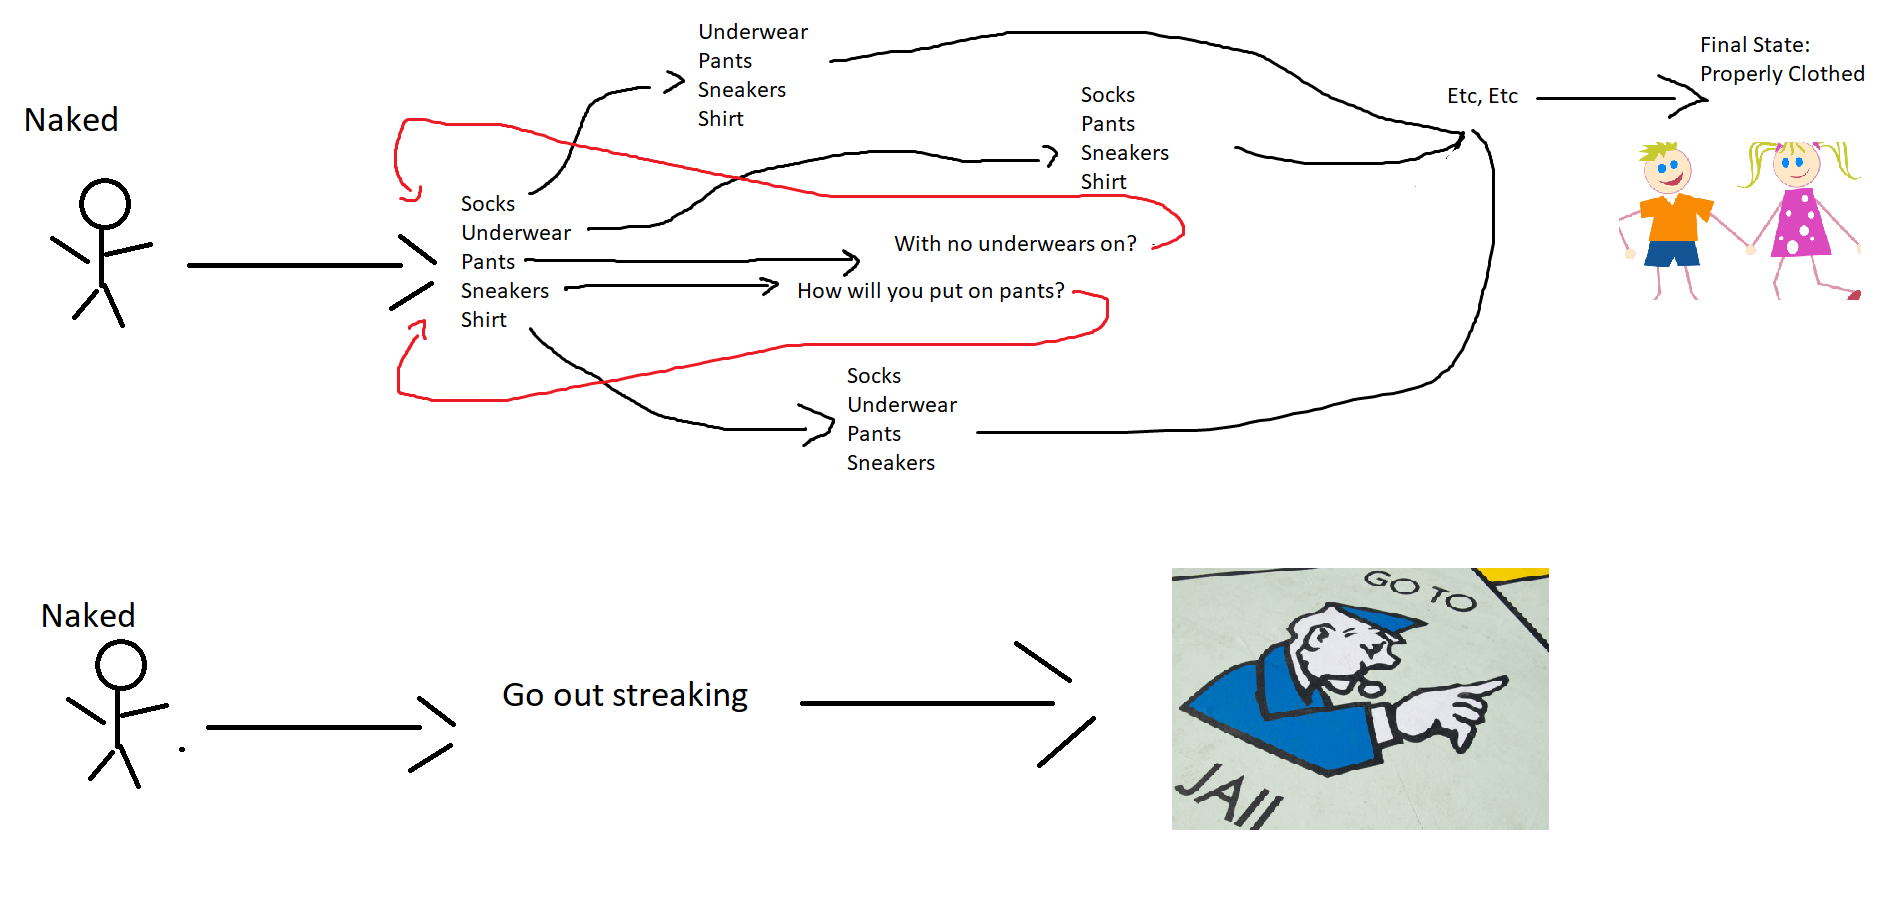 Naked
Socks
Underwear
Pants
Sneakers
Shirt
Underwear
Pants
Sneakers
Shirt
Socks
Pants
Sneakers
Shirt
With no underwears on?
How will you put on pants?
Socks
Underwear
Pants
Sneakers
Etc, Etc
Final State:
Properly Clothed
Naked
Go out streaking
GO TO
JAIL